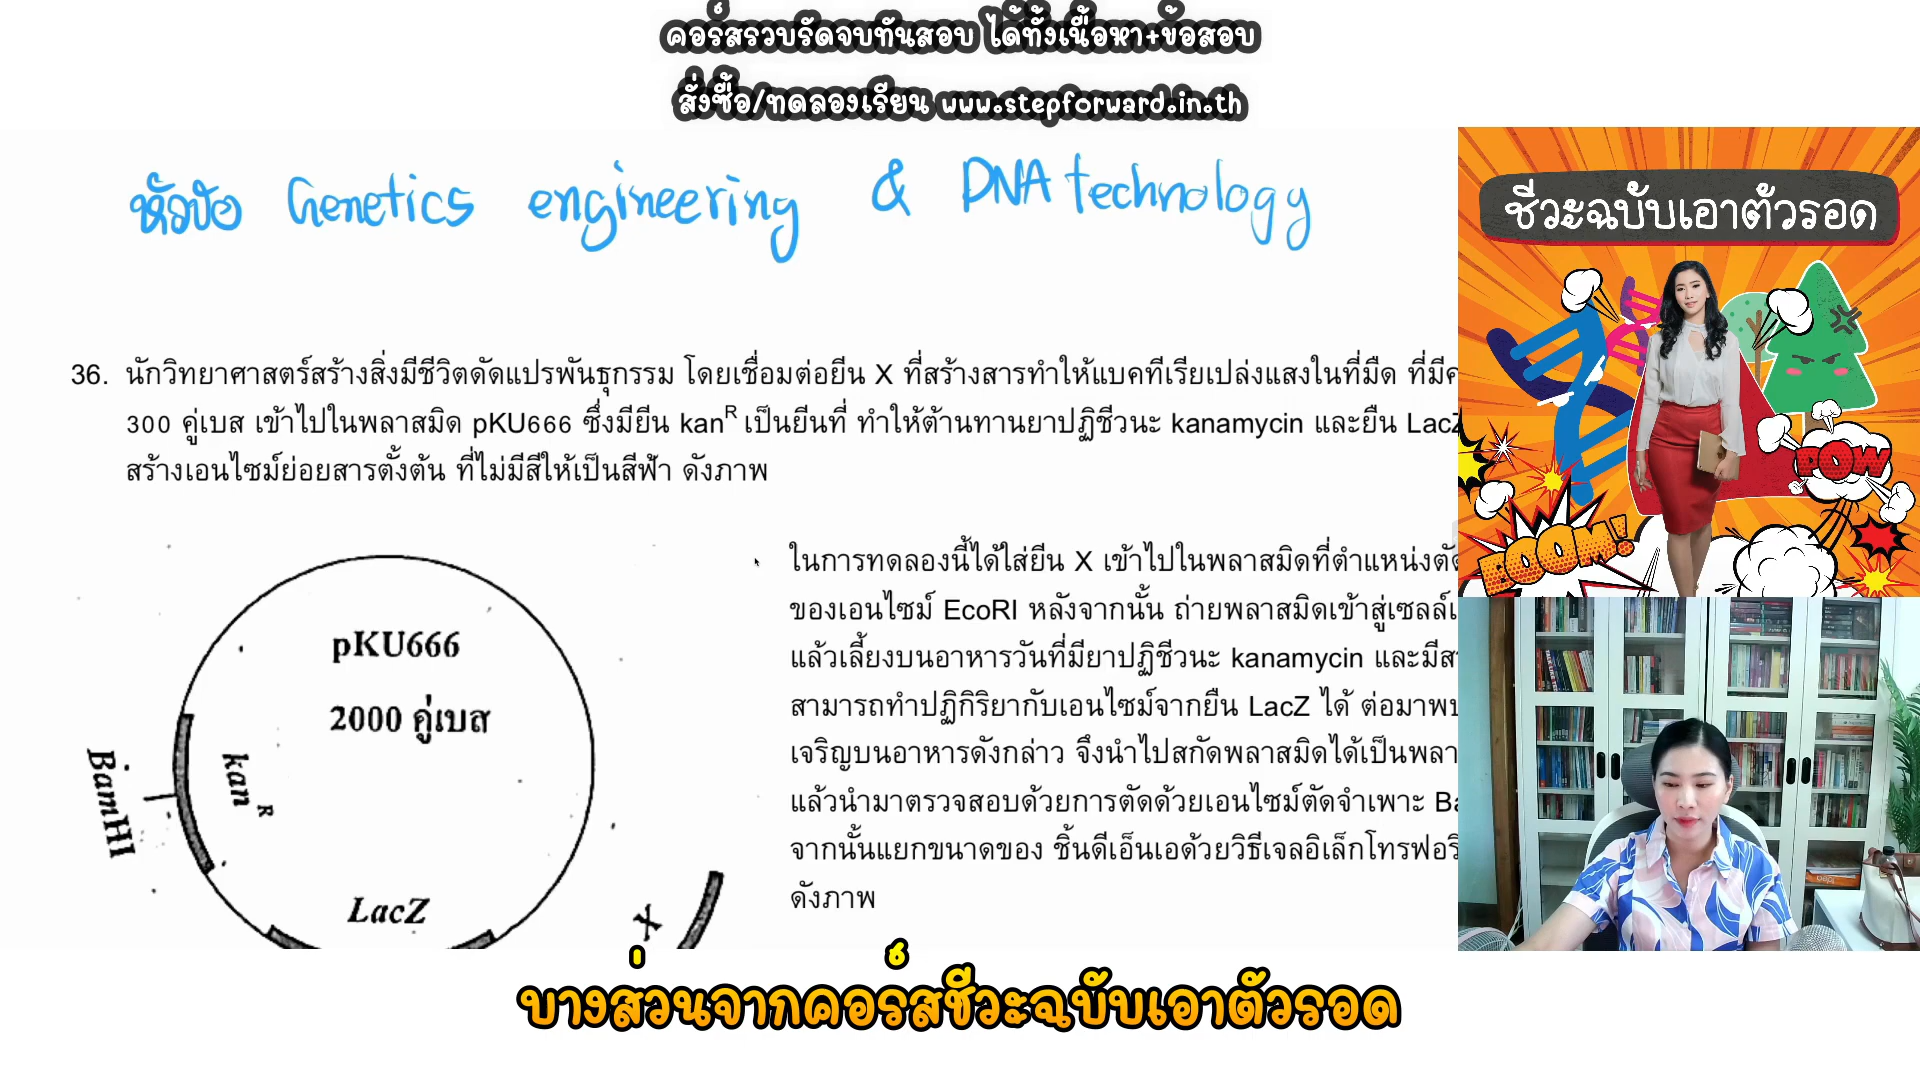 คอร์สรวบรัดจบทันสอบ ได้ทั้งเนื้อหา+ข้อสอบ
สั่งซื้อ/ทดลองเรียน www.stepforward.in.th
หัวข้อ Genetics engineering & DNA technology
ชีวะฉบับเอาตัวรอด
36. นักวิทยาศาสตร์สร้างสิ่งมีชีวิตดัดแปรพันธุกรรม โดยเชื่อมต่อยีน X ที่สร้างสารทำให้แบคทีเรียเปล่งแสงในที่มืด ที่มี
300 คู่เบส เข้าไปในพลาสมิด pKU666 ซึ่งมียีน kanR เป็นยีนที่ ทำให้ต้านทานยาปฏิชีวนะ kanamycin และยืน LacZ
สร้างเอนไซม์ย่อยสารตั้งต้น ที่ไม่มีสีให้เป็นสีฟ้า ดังภาพ
POW
BOOM!
ในการทดลองนี้ได้ใส่ยีน X เข้าไปในพลาสมิดที่ตำแหน่งตัด
ของเอนไซม์ EcoRI หลังจากนั้น ถ่ายพลาสมิดเข้าสู่เซลล์
แล้วเลี้ยงบนอาหารวันที่มียาปฏิชีวนะ kanamycin และมี
สามารถทำปฏิกิริยากับเอนไซม์จากยืน LacZ ได้ ต่อมาพบ
เจริญบนอาหารดังกล่าว จึงนำไปสกัดพลาสมิดได้เป็นพลา
แล้วนำมาตรวจสอบด้วยการตัดด้วยเอนไซม์ตัดจำเพาะ Ba
จากนั้นแยกขนาดของ ชิ้นดีเอ็นเอด้วยวิธีเจลอิเล็กโทรฟอริ
ดังภาพ
pKU666
2000 คู่เบส
BamHI
kan R
LacZ
X
บางส่วนจากคอร์สชีวะฉบับเอาตัวรอด